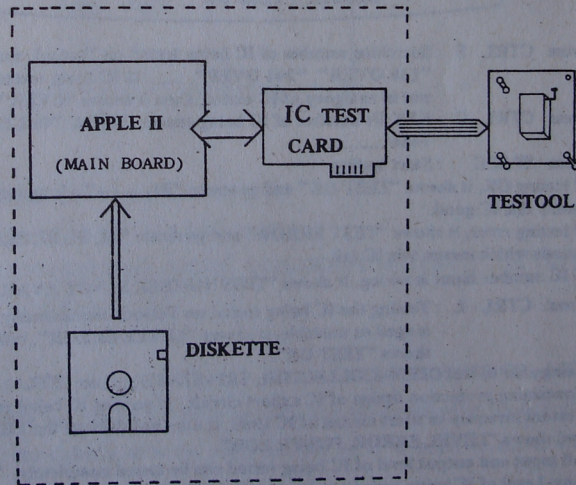 APPLE II
(MAIN BOARD)
IC TEST
CARD
TESTOOL
DISKETTE